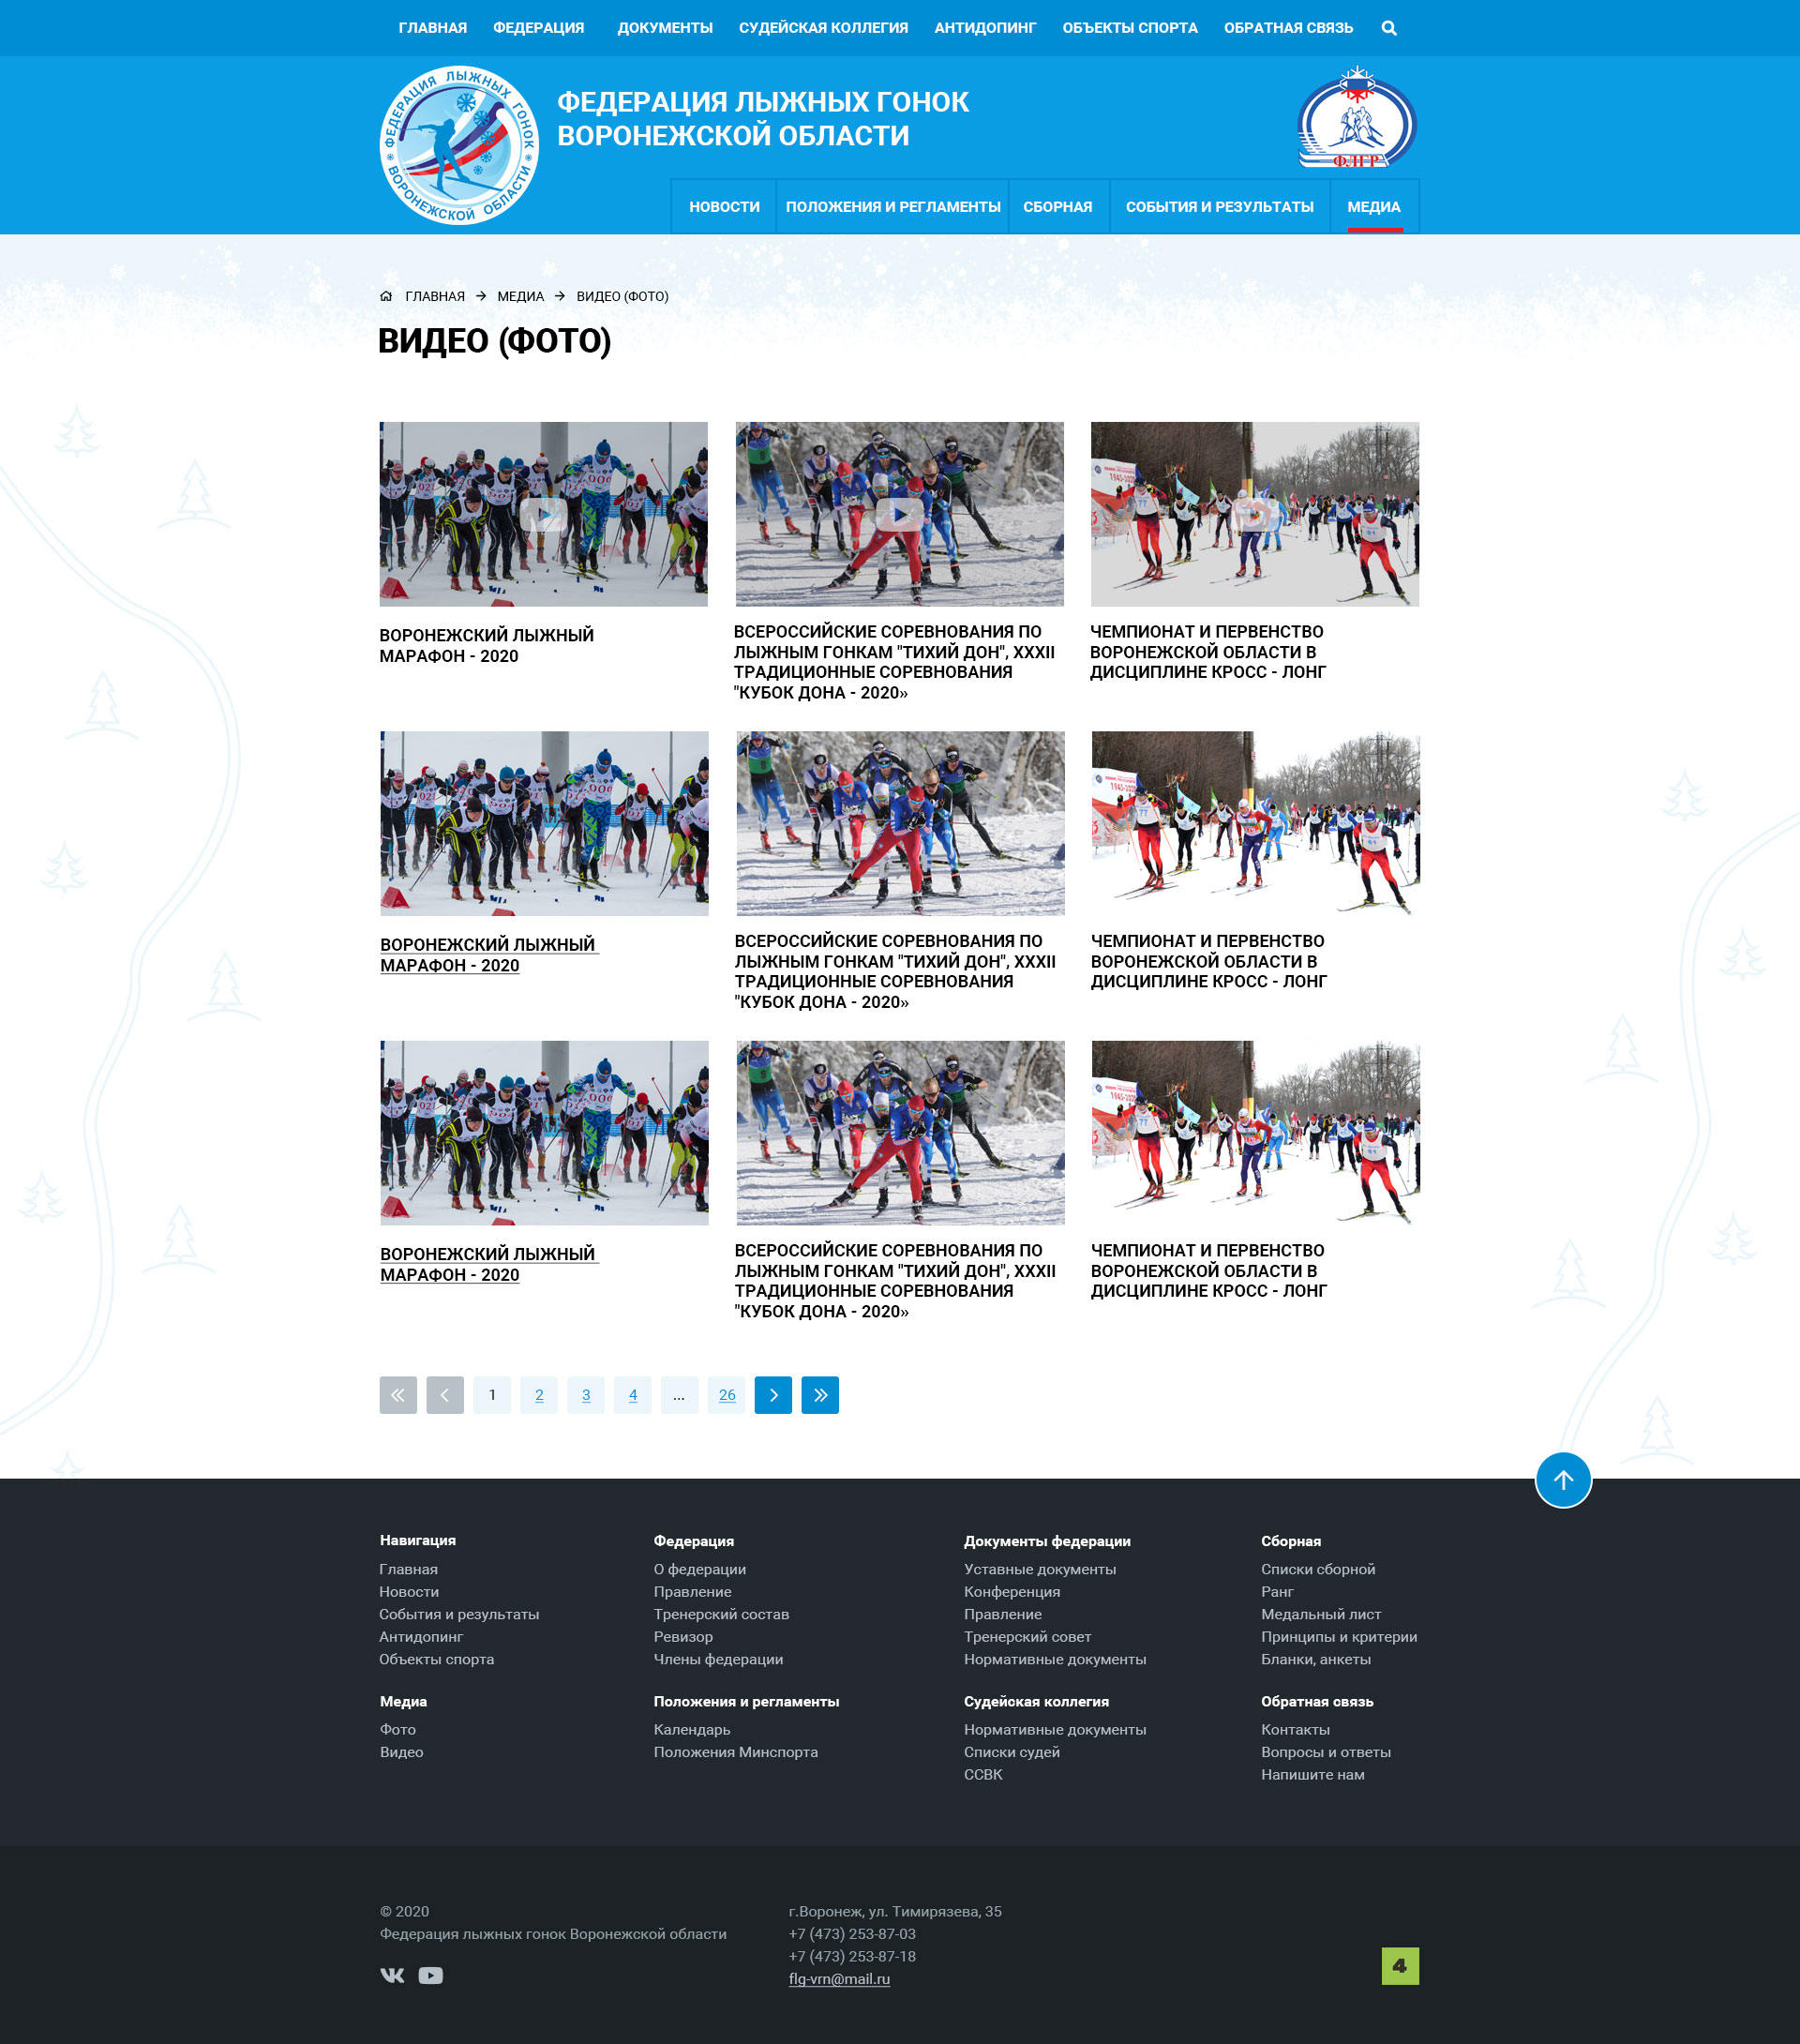 ГЛАВНАЯ ФЕДЕРАЦИЯ ДОКУМЕНТЫ СУДЕЙСКАЯ КОЛЛЕГИЯ АНТИДОПИНГ ОБЪЕКТЫ СПОРТА ОБРАТНАЯ СВЯЗЬ
ФЕДЕРАЦИЯ ЛЫЖНЫХ ГОНОК
ВОРОНЕЖСКОЙ ОБЛАСТИ
ФЕДЕРАЦИЯ ЛЫЖНЫХ ГОНОК
ВОРОНЕЖСКОЙ ОБЛАСТИ
ФЛГР
НОВОСТИ ПОЛОЖЕНИЯ И РЕГЛАМЕНТЫ СБОРНАЯ СОБЫТИЯ И РЕЗУЛЬТАТЫ МЕДИА
ГЛАВНАЯ → МЕДИА → ВИДЕО (ФОТО)
ВИДЕО (ФОТО)
ВОРОНЕЖСКИЙ ЛЫЖНЫЙ
МАРАФОН - 2020
ВСЕРОССИЙСКИЕ СОРЕВНОВАНИЯ ПО
ЛЫЖНЫМ ГОНКАМ "ТИХИЙ ДОН", XXXII
ТРАДИЦИОННЫЕ СОРЕВНОВАНИЯ
"КУБОК ДОНА - 2020»
ЧЕМПИОНАТ И ПЕРВЕНСТВО
ВОРОНЕЖСКОЙ ОБЛАСТИ В
ДИСЦИПЛИНЕ КРОСС - ЛОНГ
ВОРОНЕЖСКИЙ ЛЫЖНЫЙ
МАРАФОН - 2020
ВСЕРОССИЙСКИЕ СОРЕВНОВАНИЯ ПО
ЛЫЖНЫМ ГОНКАМ "ТИХИЙ ДОН", XXXII
ТРАДИЦИОННЫЕ СОРЕВНОВАНИЯ
"КУБОК ДОНА - 2020»
ЧЕМПИОНАТ И ПЕРВЕНСТВО
ВОРОНЕЖСКОЙ ОБЛАСТИ В
ДИСЦИПЛИНЕ КРОСС - ЛОНГ
ВОРОНЕЖСКИЙ ЛЫЖНЫЙ
МАРАФОН - 2020
ВСЕРОССИЙСКИЕ СОРЕВНОВАНИЯ ПО
ЛЫЖНЫМ ГОНКАМ "ТИХИЙ ДОН", XXXII
ТРАДИЦИОННЫЕ СОРЕВНОВАНИЯ
"КУБОК ДОНА - 2020»
ЧЕМПИОНАТ И ПЕРВЕНСТВО
ВОРОНЕЖСКОЙ ОБЛАСТИ В
ДИСЦИПЛИНЕ КРОСС - ЛОНГ
1 2 3 4 ... 26
Навигация
Главная
Новости
События и результаты
Антидопинг
Объекты спорта
Федерация
О федерации
Правление
Тренерский состав
Ревизор
Члены федерации
Документы федерации
Уставные документы
Конференция
Правление
Тренерский совет
Нормативные документы
Сборная
Списки сборной
Ранг
Медальный лист
Принципы и критерии
Бланки, анкеты
Медиа
Фото
Видео
Положения и регламенты
Календарь
Положения Минспорта
Судейская коллегия
Нормативные документы
Списки судей
ССВК
Обратная связь
Контакты
Вопросы и ответы
Напишите нам
© 2020
Федерация лыжных гонок Воронежской области
г.Воронеж, ул. Тимирязева, 35
+7 (473) 253-87-03
+7 (473) 253-87-18
flg-vrn@mail.ru
4